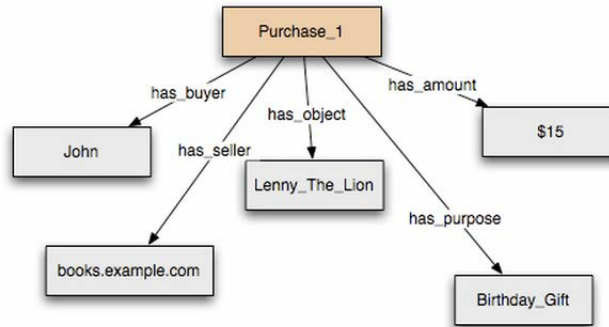 Purchase_1
has_buyer
has_amount
has_object
has_seller
John
$15
Lenny_The_Lion
has_purpose
books.example.com
Birthday_Gift